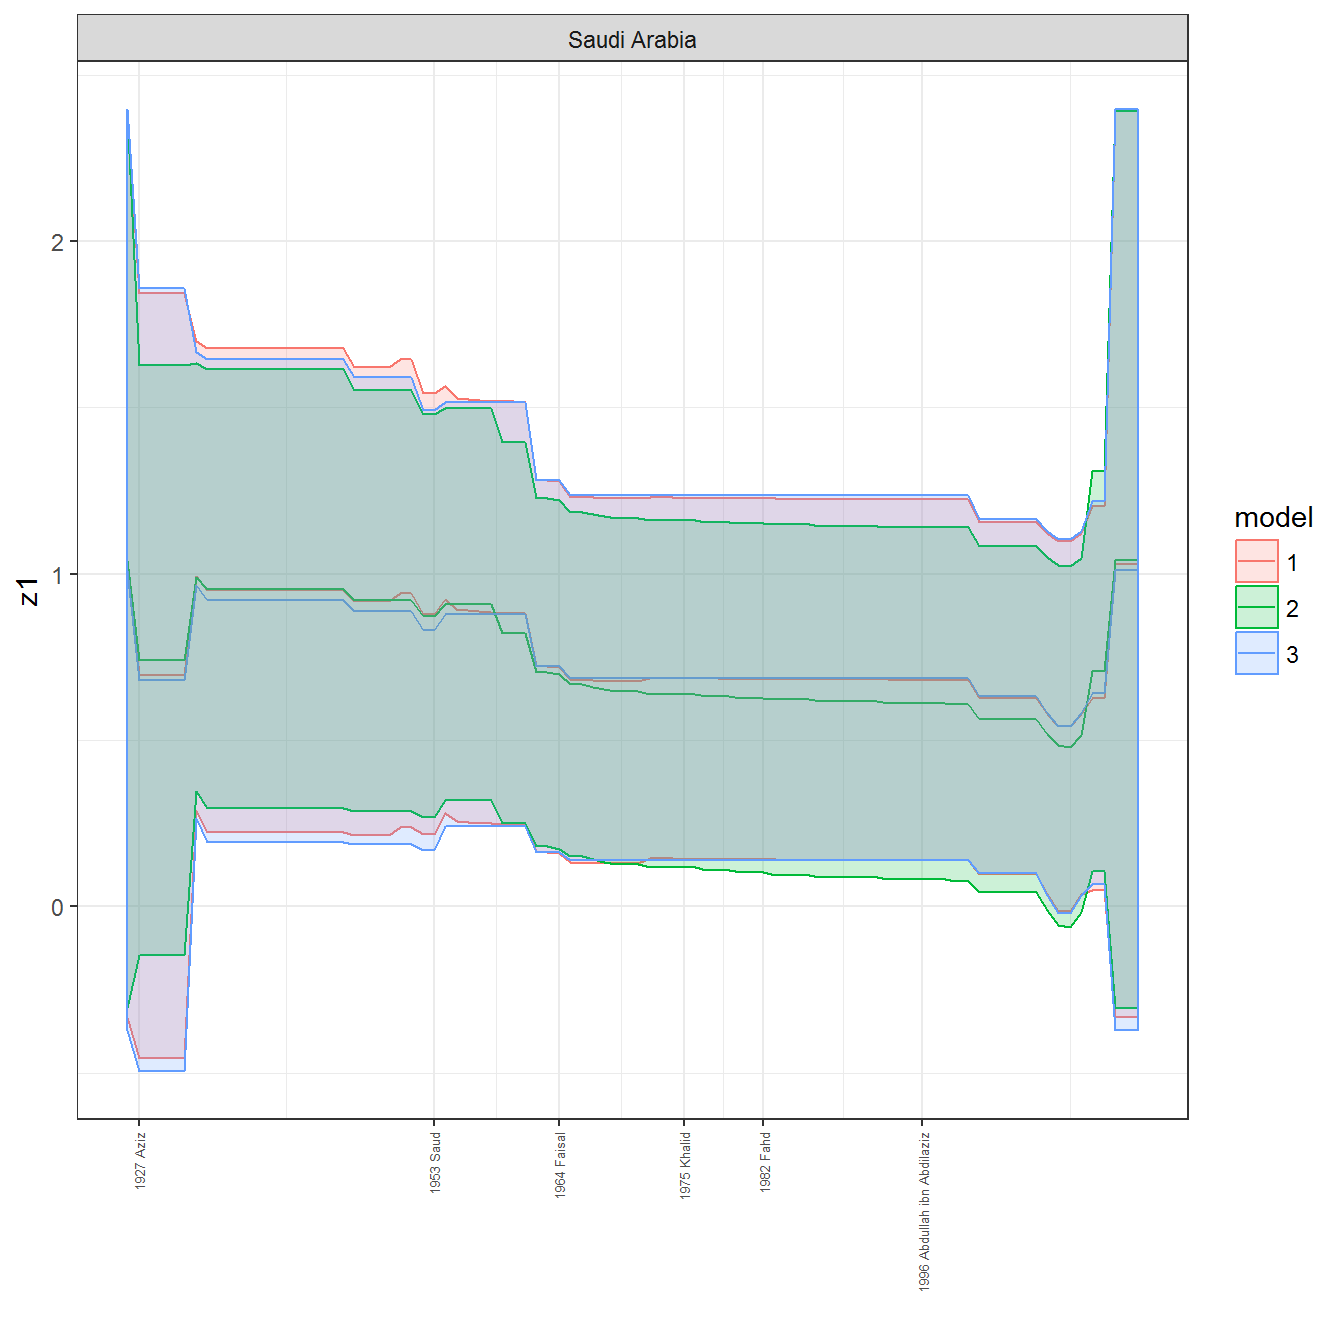 Saudi Arabia
z1
2
1
0
1927 Aziz
1953 Saud
1964 Faisal
1975 Khalid
1982 Fahd
1996 Abdullah ibn Abdilaziz
model
1
2
3